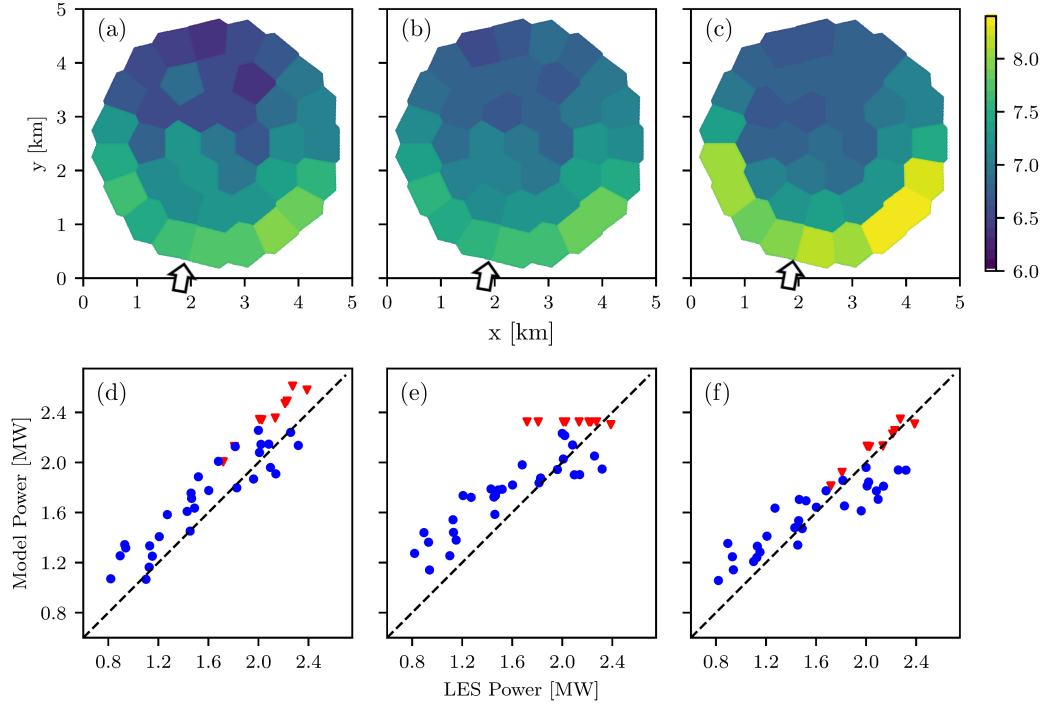 (a) (b) (c)
5
4
3
2
1
0
y [km]
0 1 2 3 4 5 0 1 2 3 4 5 0 1 2 3 4 5
x [km]
8.0
7.5
7.0
6.5
6.0
(d) (e) (f)
2.4
2.0
1.6
1.2
0.8
Model Power [MW]
0.8 1.2 1.6 2.0 2.4 0.8 1.2 1.6 2.0 2.4 0.8 1.2 1.6 2.0 2.4
LES Power [MW]